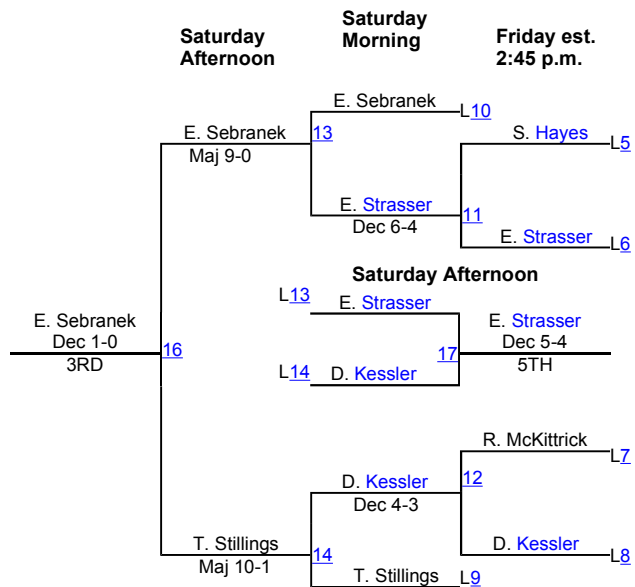 Saturday
Afternoon
Saturday
Morning
Friday est.
2:45 p.m.
E. Sebranek
L10
E. Sebranek
13
S. Hayes
L5
Maj 9-0
E. Strasser
11
Dec 6-4
E. Strasser
L6
Saturday Afternoon
L13
E. Strasser
E. Sebranek
E. Strasser
Dec 1-0
16
17
Dec 5-4
3RD
5TH
L14
D. Kessler
R. McKittrick
L7
D. Kessler
12
Dec 4-3
T. Stillings
14
D. Kessler
L8
Maj 10-1
T. Stillings
L9